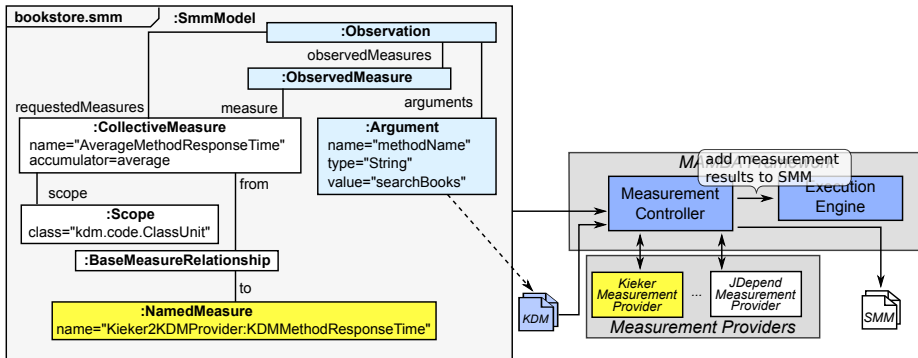 bookstore.smm
:SmmModel
:Observation
observedMeasures
:ObservedMeasure
requestedMeasures
measure
arguments
:CollectiveMeasure
name="AverageMethodResponseTime"
accumulator=average
:Argument
name="methodName"
type="String"
value="searchBooks"
scope
from
:Scope
class="kdm.code.ClassUnit"
:BaseMeasureRelationship
to
:NamedMeasure
name="Kieker2KDMProvider:KDMMethodResponseTime"
KDM
add measurement
results to SMM
Measurement
Controller
Execution
Engine
Kieker
Measurement
Provider
...
JDepend
Measurement
Provider
Measurement Providers
SMM